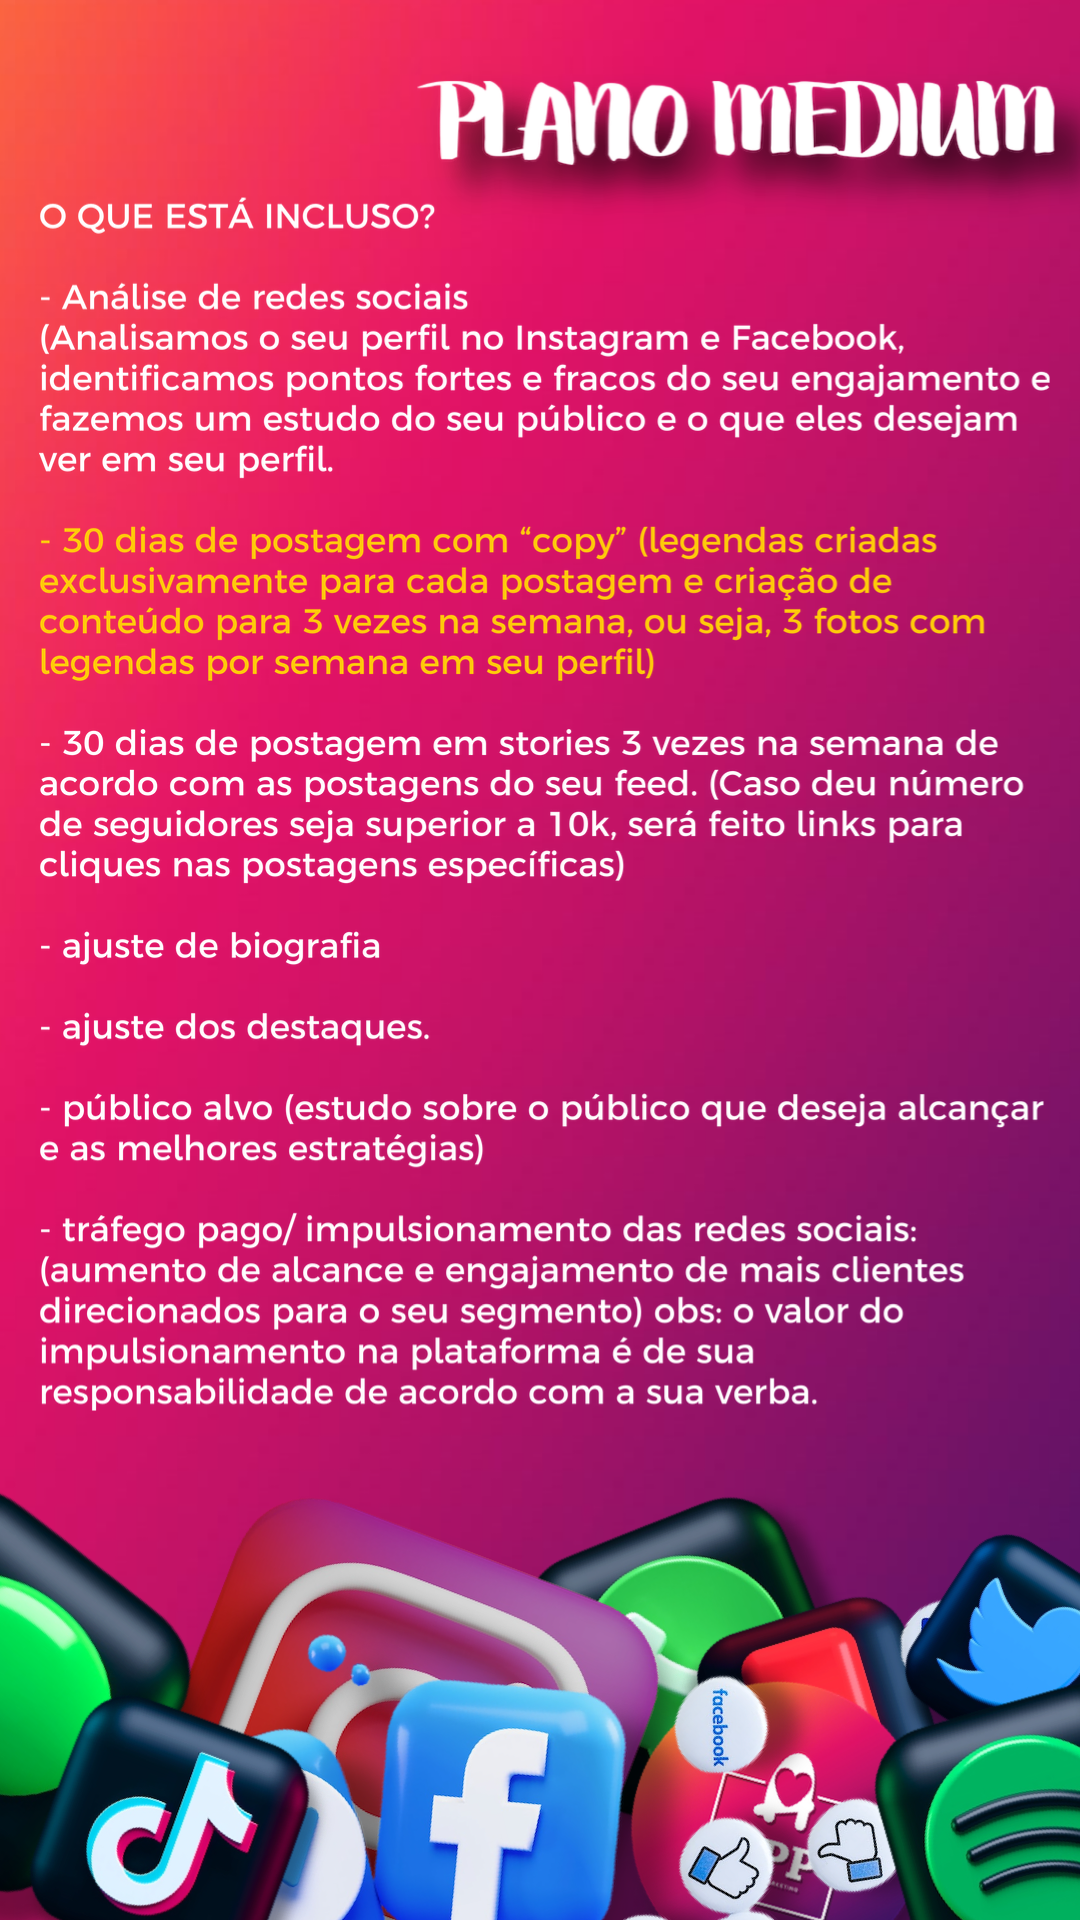 PLANO MEDIUM
O QUE ESTÁ INCLUSO?
- Análise de redes sociais
(Analisamos o seu perfil no Instagram e Facebook,
identificamos pontos fortes e fracos do seu engajamento e
fazemos um estudo do seu público e o que eles desejam
ver em seu perfil.
- 30 dias de postagem com “copy” (legendas criadas
exclusivamente para cada postagem e criação de
conteúdo para 3 vezes na semana, ou seja, 3 fotos com
legendas por semana em seu perfil)
- 30 dias de postagem em stories 3 vezes na semana de
acordo com as postagens do seu feed. (Caso deu número
de seguidores seja superior a 10k, será feito links para
cliques nas postagens específicas)
- ajuste de biografia
- ajuste dos destaques.
- público alvo (estudo sobre o público que deseja alcançar
e as melhores estratégias)
- tráfego pago/ impulsionamento das redes sociais:
(aumento de alcance e engajamento de mais clientes
direcionados para o seu segmento) obs: o valor do
impulsionamento na plataforma é de sua
responsabilidade de acordo com a sua verba.
facebook